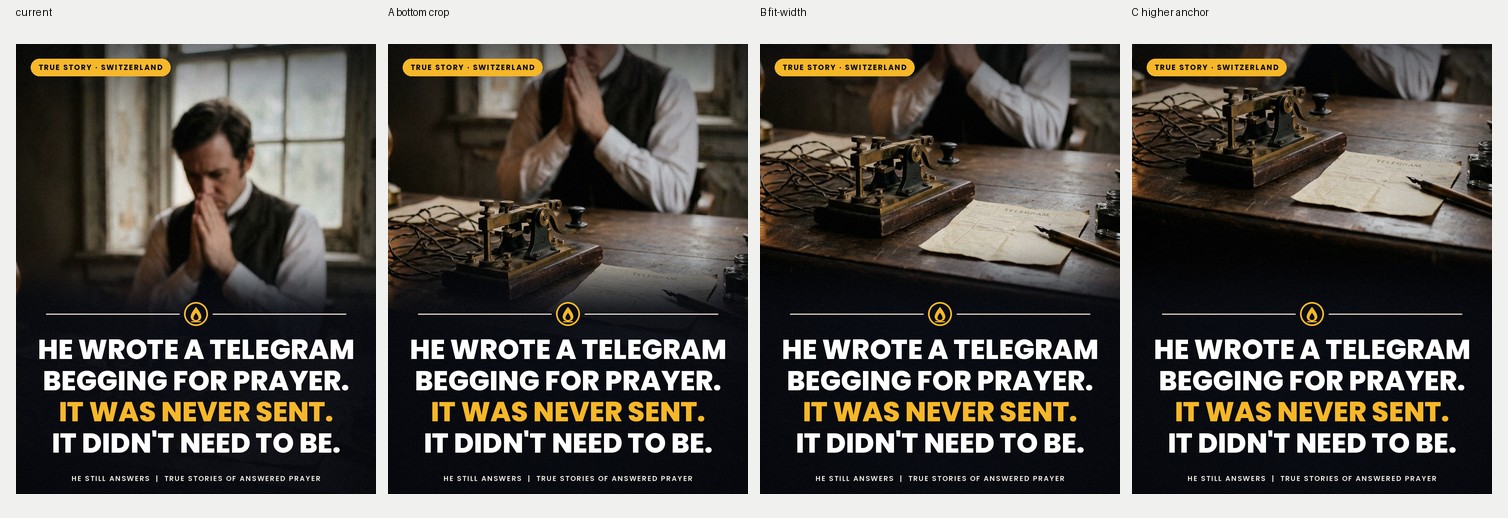 current
TRUE STORY · SWITZERLAND
HE WROTE A TELEGRAM
BEGGING FOR PRAYER.
IT WAS NEVER SENT.
IT DIDN'T NEED TO BE.
HE STILL ANSWERS | TRUE STORIES OF ANSWERED PRAYER
A bottom crop
TRUE STORY · SWITZERLAND
TELEGRAM
HE WROTE A TELEGRAM
BEGGING FOR PRAYER.
IT WAS NEVER SENT.
IT DIDN'T NEED TO BE.
HE STILL ANSWERS | TRUE STORIES OF ANSWERED PRAYER
B fit-width
TRUE STORY · SWITZERLAND
TELEGRAM
HE WROTE A TELEGRAM
BEGGING FOR PRAYER.
IT WAS NEVER SENT.
IT DIDN'T NEED TO BE.
HE STILL ANSWERS | TRUE STORIES OF ANSWERED PRAYER
C higher anchor
TRUE STORY · SWITZERLAND
TELEGRAM
HE WROTE A TELEGRAM
BEGGING FOR PRAYER.
IT WAS NEVER SENT.
IT DIDN'T NEED TO BE.
HE STILL ANSWERS | TRUE STORIES OF ANSWERED PRAYER